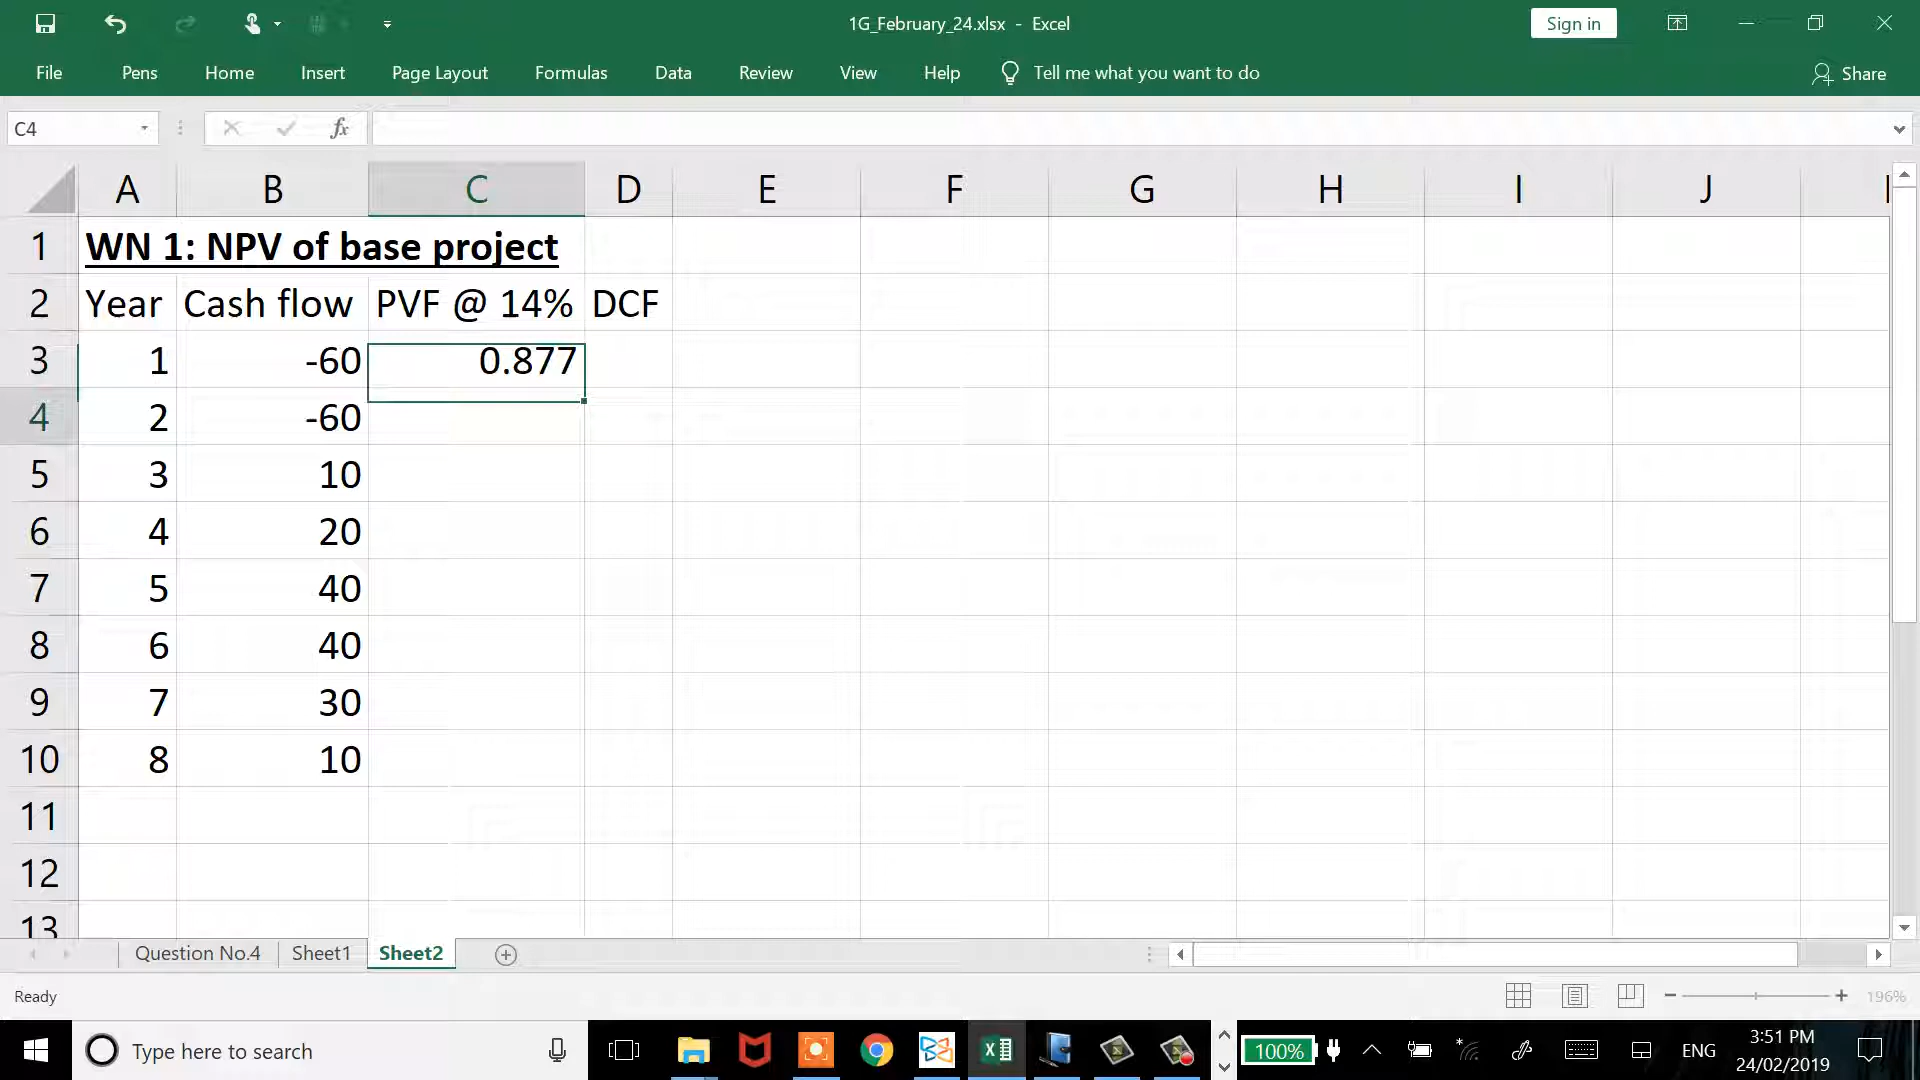 1G_February_24.xlsx - Excel
Sign in
File Pens Home Insert Page Layout Formulas Data Review View Help Tell me what you want to do Share
C4 fx
A B C D E F G H I J
1 WN 1: NPV of base project
2 Year Cash flow PVF @ 14% DCF
3 1 -60 0.877
4 2 -60
5 3 10
6 4 20
7 5 40
8 6 40
9 7 30
10 8 10
11
12
13
Question No.4 Sheet1 Sheet2
Ready 196%
Type here to search 100% ENG 3:51 PM
24/02/2019